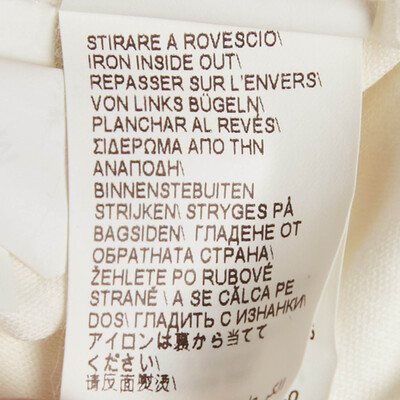 STIRARE A ROVESCIO\
IRON INSIDE OUT\
REPASSER SUR L'ENVERS\
VON LINKS BÜGELN\
PLANCHAR AL REVÉS\
ΣΙΔΕΡΩΜΑ ΑΠΟ ΤΗΝ
ΑΝΑΠΟΔΗ\
BINNENSTEBUITEN
STRIJKEN\ STRYGES PÅ
BAGSIDEN\ ГЛАДЕНЕ ОТ
ОБРАТНАТА СТРАНА\
ŽEHLETE PO RUBOVÉ
STRANĚ\ A SE CĂLCA PE
DOS\ ГЛАДИТЬ С ИЗНАНКИ\
アイロンは裏から当てて
ください\
请反面熨烫\